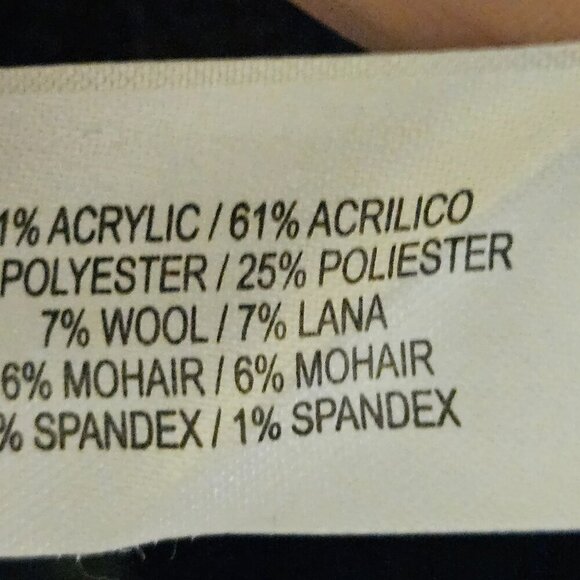 1% ACRYLIC / 61% ACRILICO
POLYESTER / 25% POLIESTER
7% WOOL / 7% LANA
6% MOHAIR / 6% MOHAIR
% SPANDEX / 1% SPANDEX